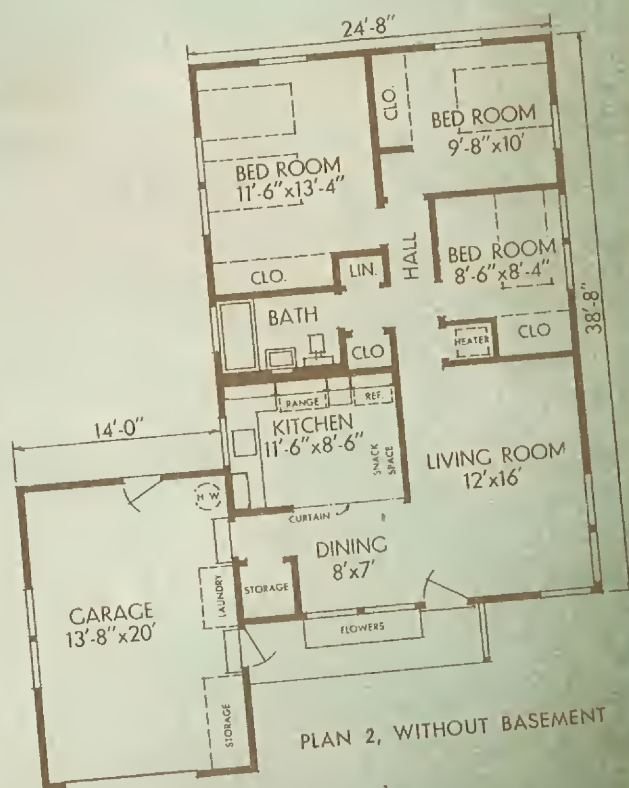 24'-8"
CLO.
BED ROOM
9'-8"x10'
BED ROOM
11'-6"x13'-4"
HALL
BED ROOM
8'-6"x8'-4"
38'-8"
CLO.
LIN.
BATH
CLO
HEATER
CLO
RANGE
REF.
14'-0"
KITCHEN
11'-6"x8'-6"
SNACK
SPACE
LIVING ROOM
12'x16'
H W
CURTAIN
DINING
8'x7'
LAUNDRY
STORAGE
GARAGE
13'-8"x20'
FLOWERS
STORAGE
PLAN 2, WITHOUT BASEMENT